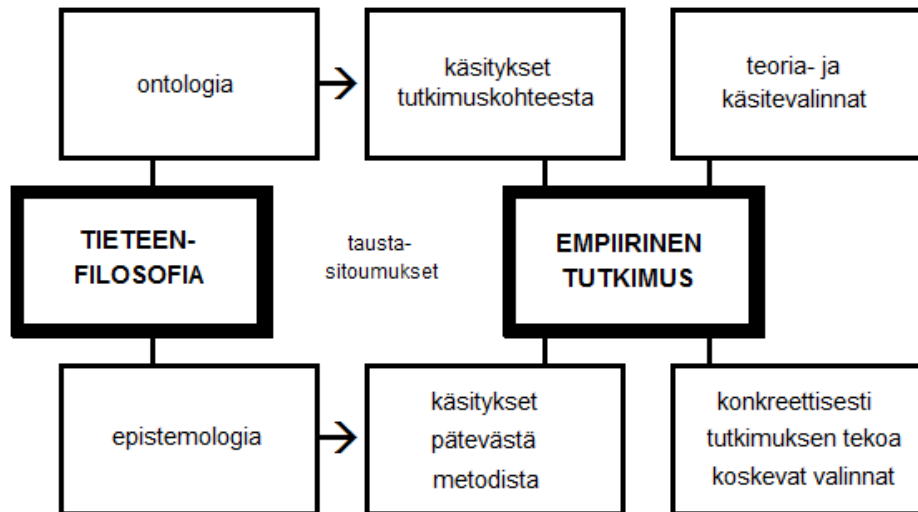 ontologia
käsitykset
tutkimuskohteesta
teoria- ja
käsitevalinnat
TIETEEN-
FILOSOFIA
tausta-
sitoumukset
EMPIIRINEN
TUTKIMUS
epistemologia
käsitykset
pätevästä
metodista
konkreettisesti
tutkimuksen tekoa
koskevat valinnat